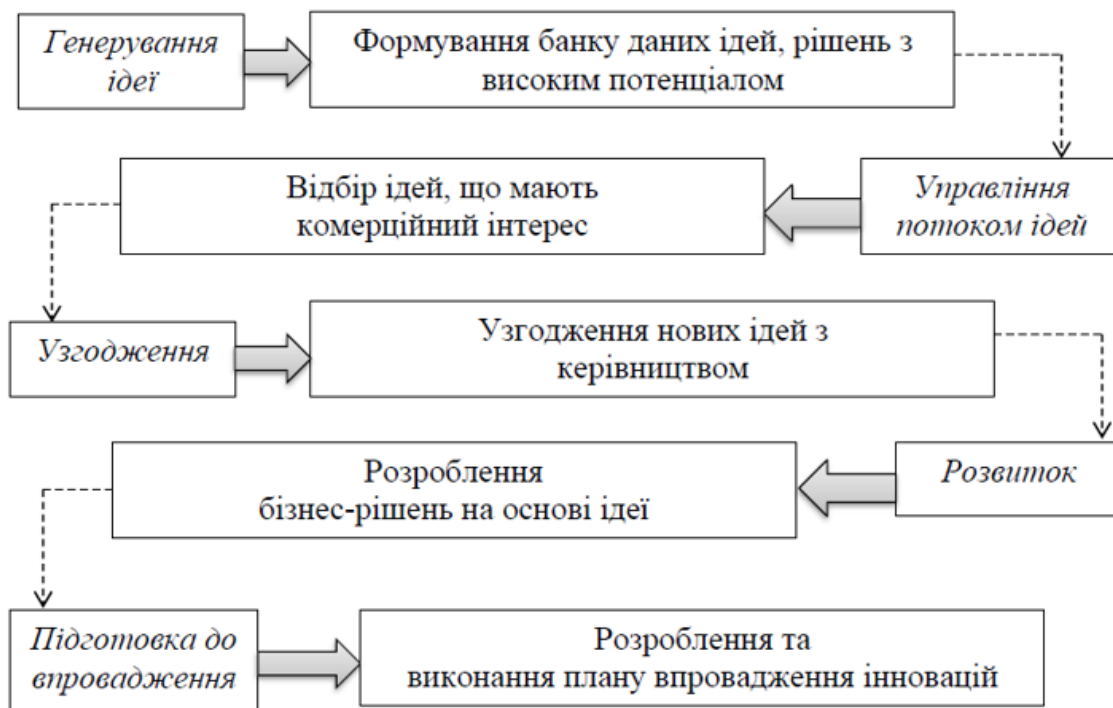 Генерування
ідеї
Формування банку даних ідей, рішень з
високим потенціалом
Управління
потоком ідей
Відбір ідей, що мають
комерційний інтерес
Узгодження
Узгодження нових ідей з
керівництвом
Розвиток
Розроблення
бізнес-рішень на основі ідеї
Підготовка до
впровадження
Розроблення та
виконання плану впровадження інновацій